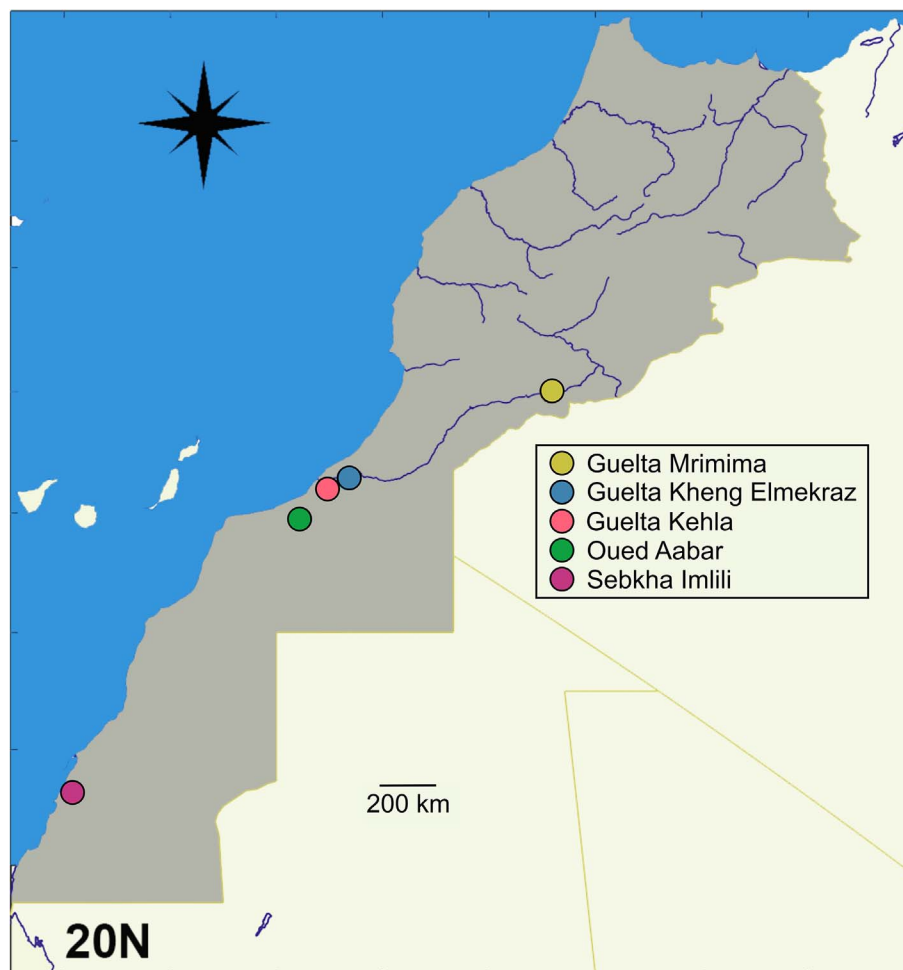 Guelta Mrimima
Guelta Kheng Elmekraz
Guelta Kehla
Oued Aabar
Sebkha Imlili
200 km
20N